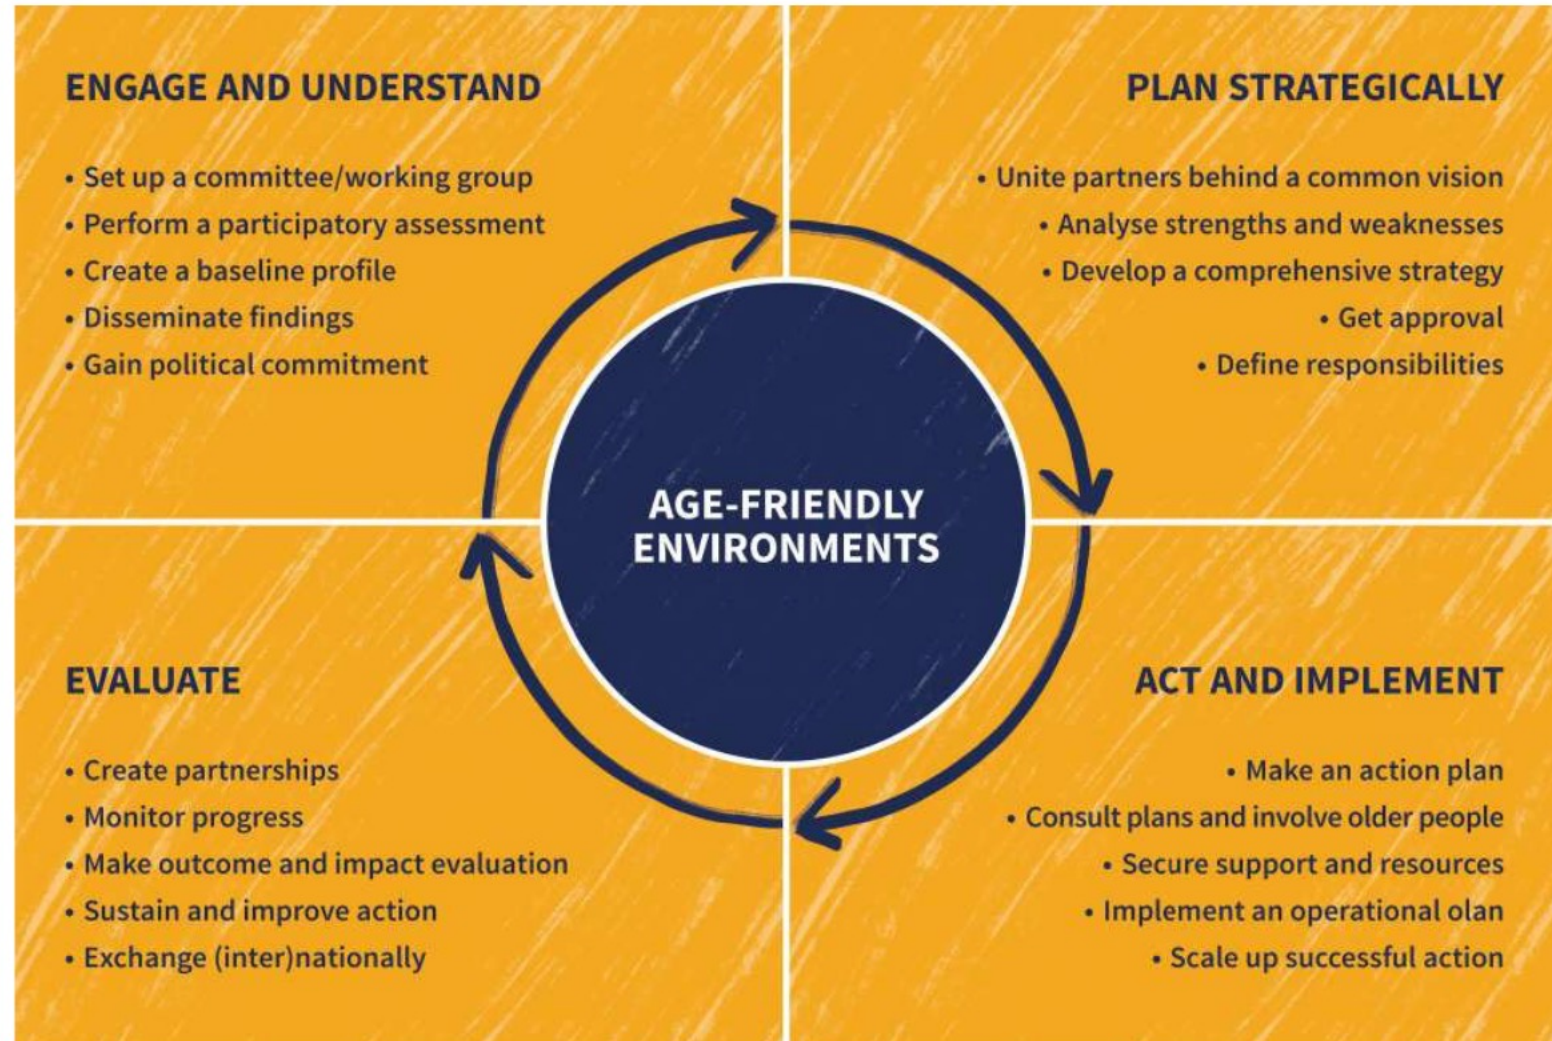 ENGAGE AND UNDERSTAND
• Set up a committee/working group
• Perform a participatory assessment
• Create a baseline profile
• Disseminate findings
• Gain political commitment
PLAN STRATEGICALLY
• Unite partners behind a common vision
• Analyse strengths and weaknesses
• Develop a comprehensive strategy
• Get approval
• Define responsibilities
AGE-FRIENDLY
ENVIRONMENTS
EVALUATE
• Create partnerships
• Monitor progress
• Make outcome and impact evaluation
• Sustain and improve action
• Exchange (inter)nationally
ACT AND IMPLEMENT
• Make an action plan
• Consult plans and involve older people
• Secure support and resources
• Implement an operational olan
• Scale up successful action